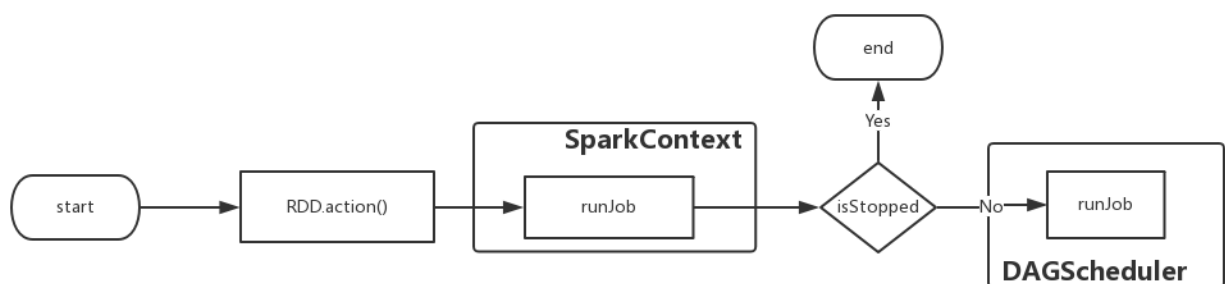 end
Yes
SparkContext
start
RDD.action()
runJob
isStopped
No
runJob
DAGScheduler